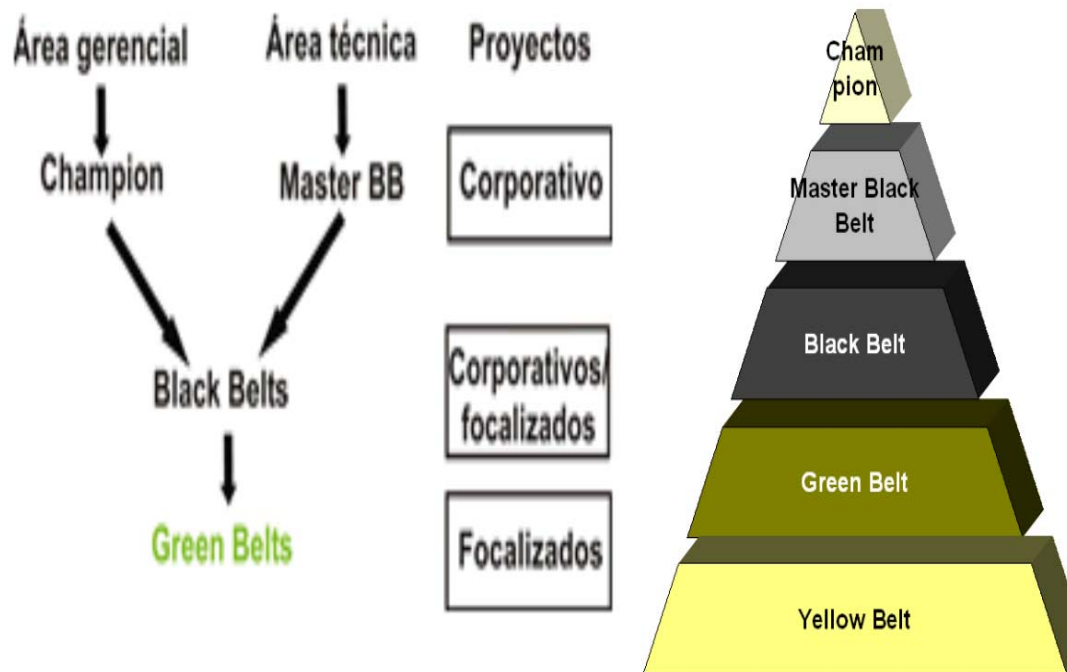 Área gerencial
Área técnica
Proyectos
Champion
Master BB
Corporativo
Black Belts
Corporativos/
focalizados
Green Belts
Focalizados
Cham
pion
Master Black
Belt
Black Belt
Green Belt
Yellow Belt